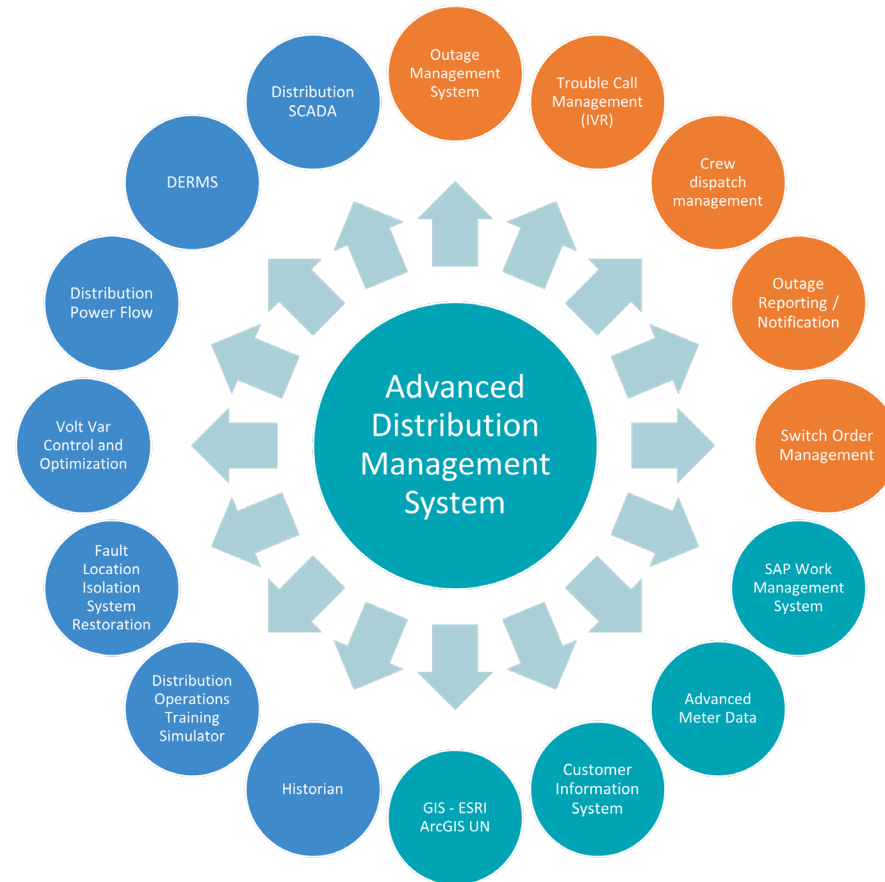 Advanced
Distribution
Management
System
Outage
Management
System
Trouble Call
Management
(IVR)
Crew
dispatch
management
Outage
Reporting /
Notification
Switch Order
Management
SAP Work
Management
System
Advanced
Meter Data
Customer
Information
System
GIS - ESRI
ArcGIS UN
Historian
Distribution
Operations
Training
Simulator
Fault
Location
Isolation
System
Restoration
Volt Var
Control and
Optimization
Distribution
Power Flow
DERMS
Distribution
SCADA